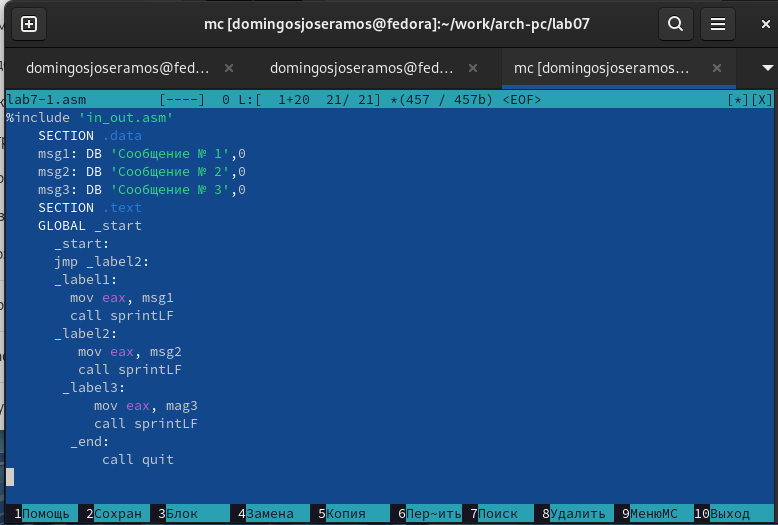 mc [domingosjoseramos@fedora]:~/work/arch-pc/lab07
domingosjoseramos@fed... × domingosjoseramos@fed... × mc [domingosjoseramos... ×
lab7-1.asm [----] 0 L:[ 1+20 21/ 21] *(457 / 457b) <EOF> [*][X]
%include 'in_out.asm'
SECTION .data
msg1: DB 'Сообщение № 1',0
msg2: DB 'Сообщение № 2',0
msg3: DB 'Сообщение № 3',0
SECTION .text
GLOBAL _start
_start:
jmp _label2:
_label1:
mov eax, msg1
call sprintLF
_label2:
mov eax, msg2
call sprintLF
_label3:
mov eax, mag3
call sprintLF
_end:
call quit
1Помощь 2Сохран 3Блок 4Замена 5Копия 6Пер~ить 7Поиск 8Удалить 9МенюMC 10Выход